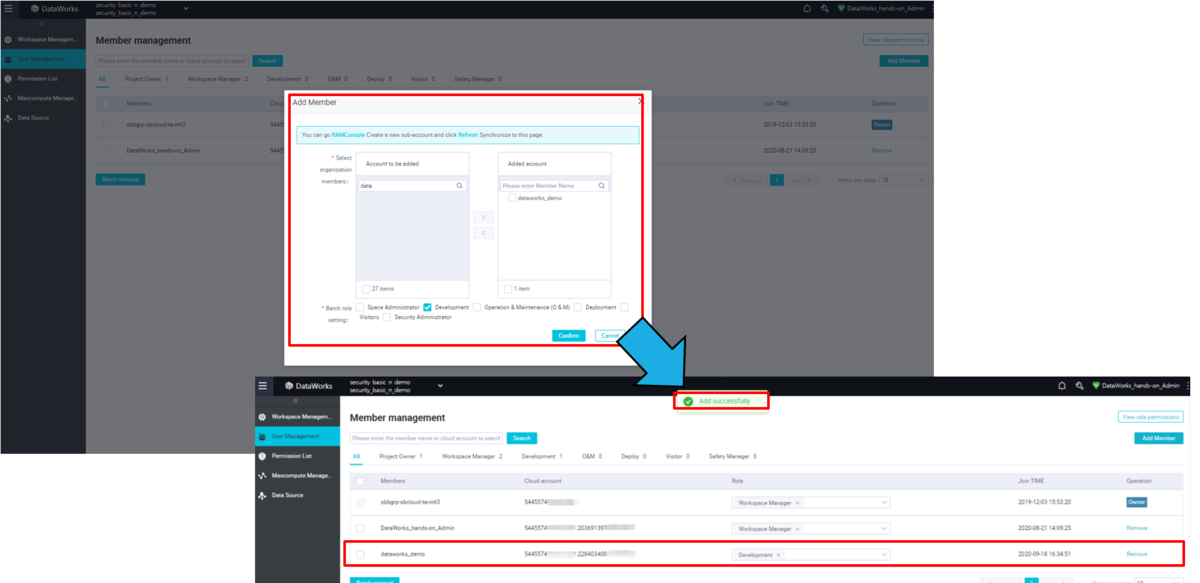 DataWorks
security_basic_n_demo
security_basic_n_demo
DataWorks_hands-on_Admin
Workspace Managem...
User Management
Permission List
Maxcompute Manage...
Data Source
Member management
View role permissions
Please enter the member name or cloud account to search
Search
Add Member
All Project Owner 1 Workspace Manager 2 Development 0 O&M 0 Deploy 0 Visitor 0 Safety Manager 0
Members Join TIME Operation
sbbgrp-sbcloud-ta-intl3 5445 2019-12-03 15:53:20 Owner
DataWorks_hands-on_Admin 5445 2020-08-21 14:09:25 Remove
Batch removal
Previous 1 Next Items per page: 10
Add Member
You can go RAMConsole Create a new sub-account and click Refresh Synchronize to this page.
* Select organization members:
Account to be added
Added account
data
Please enter Member Name
dataworks_demo
27 items
1 item
* Batch role setting:
Space Administrator Development Operation & Maintenance (O & M) Deployment
Visitors Security Administrator
Confirm
Cancel
DataWorks
security_basic_n_demo
security_basic_n_demo
DataWorks_hands-on_Admin
Add successfully
Workspace Managem...
User Management
Permission List
Maxcompute Manage...
Data Source
Member management
View role permissions
Please enter the member name or cloud account to search
Search
Add Member
All Project Owner 1 Workspace Manager 2 Development 1 O&M 0 Deploy 0 Visitor 0 Safety Manager 0
Members Cloud account Role Join TIME Operation
sbbgrp-sbcloud-ta-intl3 5445574 Workspace Manager × 2019-12-03 15:53:20 Owner
DataWorks_hands-on_Admin 5445574 203691397 Workspace Manager × 2020-08-21 14:09:25 Remove
dataworks_demo 5445574 228403400 Development × 2020-09-18 16:34:51 Remove